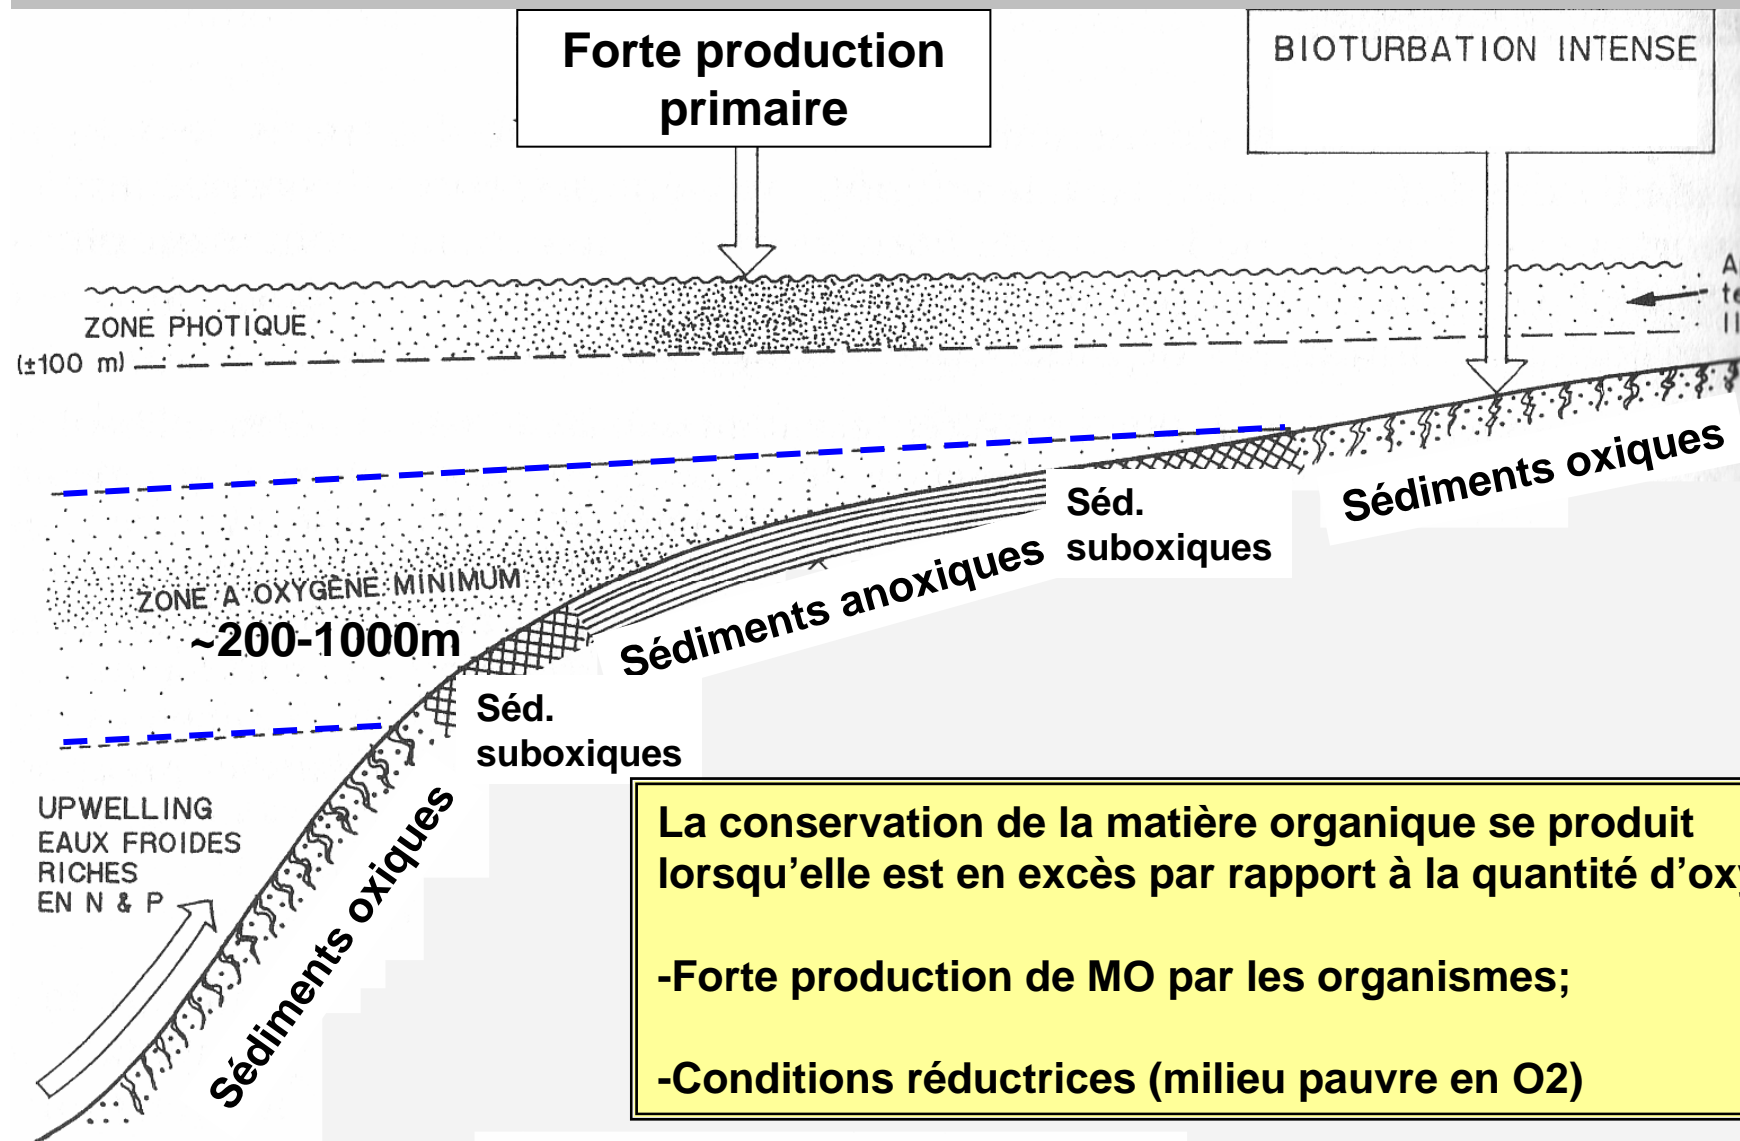 Forte production
primaire
BIOTURBATION INTENSE
ZONE PHOTIQUE
(±100 m)
Sédiments oxiques
Séd.
suboxiques
Sédiments anoxiques
ZONE A OXYGÈNE MINIMUM
~200-1000m
Séd.
suboxiques
Sédiments oxiques
UPWELLING
EAUX FROIDES
RICHES
EN N & P
La conservation de la matière organique se produit
lorsqu’elle est en excès par rapport à la quantité d’
-Forte production de MO par les organismes;
-Conditions réductrices (milieu pauvre en O2)